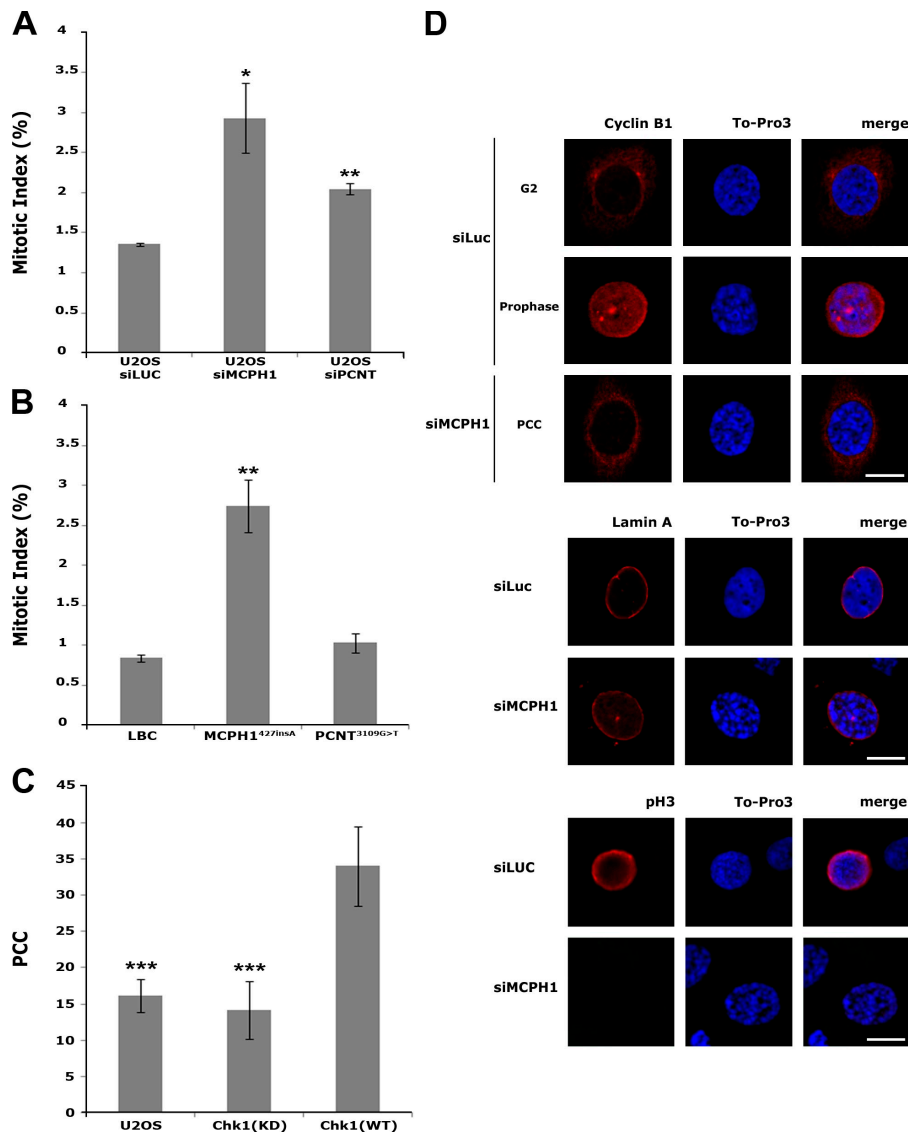 A
Mitotic Index (%)
4
3.5
3
2.5
2
1.5
1
0.5
0
*
**
U2OS siLUC
U2OS siMCPH1
U2OS siPCNT
B
Mitotic Index (%)
4
3.5
3
2.5
2
1.5
1
0.5
0
**
LBC
MCPH1427insA
PCNT3109G>T
C
PCC
45
40
35
30
25
20
15
10
5
0
***
***
U2OS
Chk1(KD)
Chk1(WT)
D
Cyclin B1
To-Pro3
merge
siLuc
G2
Prophase
siMCPH1
PCC
Lamin A
To-Pro3
merge
siLuc
siMCPH1
pH3
To-Pro3
merge
siLUC
siMCPH1